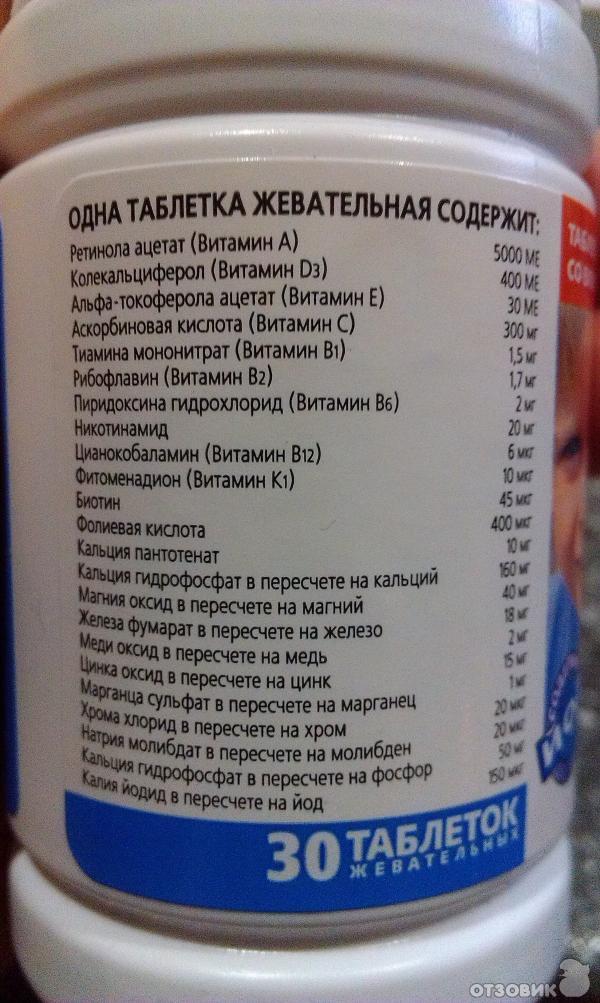 ОДНА ТАБЛЕТКА ЖЕВАТЕЛЬНАЯ СОДЕРЖИТ:
Ретинола ацетат (Витамин А) 5000 МЕ
Колекальциферол (Витамин D3) 400 МЕ
Альфа-токоферола ацетат (Витамин Е) 30 МЕ
Аскорбиновая кислота (Витамин С) 300 мг
Тиамина мононитрат (Витамин В1) 1,5 мг
Рибофлавин (Витамин В2) 1,7 мг
Пиридоксина гидрохлорид (Витамин В6) 2 мг
Никотинамид 20 мг
Цианокобаламин (Витамин В12) 6 мкг
Фитоменадион (Витамин К1) 10 мкг
Биотин 45 мкг
Фолиевая кислота 400 мкг
Кальция пантотенат 10 мг
Кальция гидрофосфат в пересчете на кальций 160 мг
Магния оксид в пересчете на магний 40 мг
Железа фумарат в пересчете на железо 18 мг
Меди оксид в пересчете на медь 2 мг
Цинка оксид в пересчете на цинк 15 мг
Марганца сульфат в пересчете на марганец 1 мг
Хрома хлорид в пересчете на хром 20 мкг
Натрия молибдат в пересчете на молибден 20 мкг
Кальция гидрофосфат в пересчете на фосфор 50 мг
Калия йодид в пересчете на йод 150 мкг
30 ТАБЛЕТОК
ЖЕВАТЕЛЬНЫХ
ОТЗОВИК